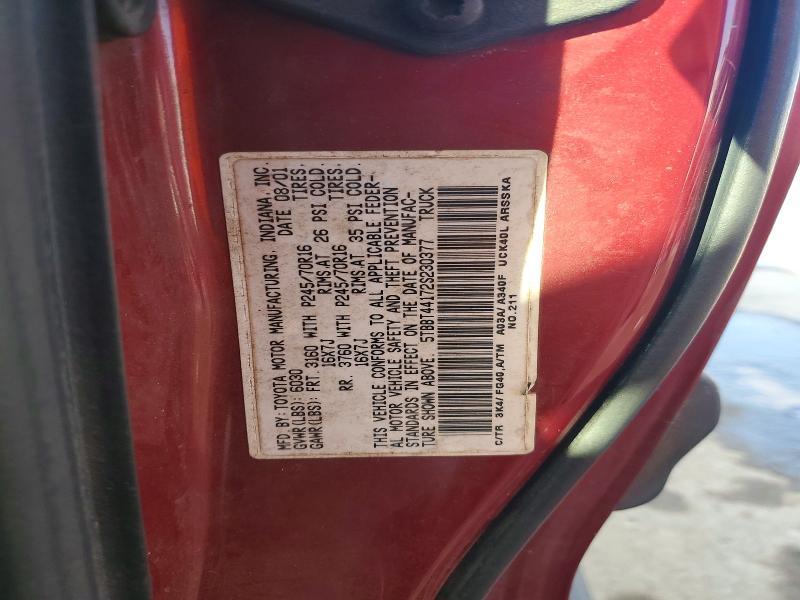 MFD BY: TOYOTA MOTOR MANUFACTURING, INDIANA, INC.
GVWR(LBS): 6030 DATE 08/01
GAWR(LBS): FRT. 3160 WITH P245/70R16 TIRES,
16X7J RIMS,AT 26 PSI COLD.
RR. 3760 WITH P245/70R16 TIRES,
16X7J RIMS,AT 35 PSI COLD.
THIS VEHICLE CONFORMS TO ALL APPLICABLE FEDER-
AL MOTOR VEHICLE SAFETY AND THEFT PREVENTION
STANDARDS IN EFFECT ON THE DATE OF MANUFAC-
TURE SHOWN ABOVE. 5TBBT44172S230377 TRUCK
C/TR 3K4/ FG40,A/TM A03A/ A340F UCK40L ARSSKA
NO.211